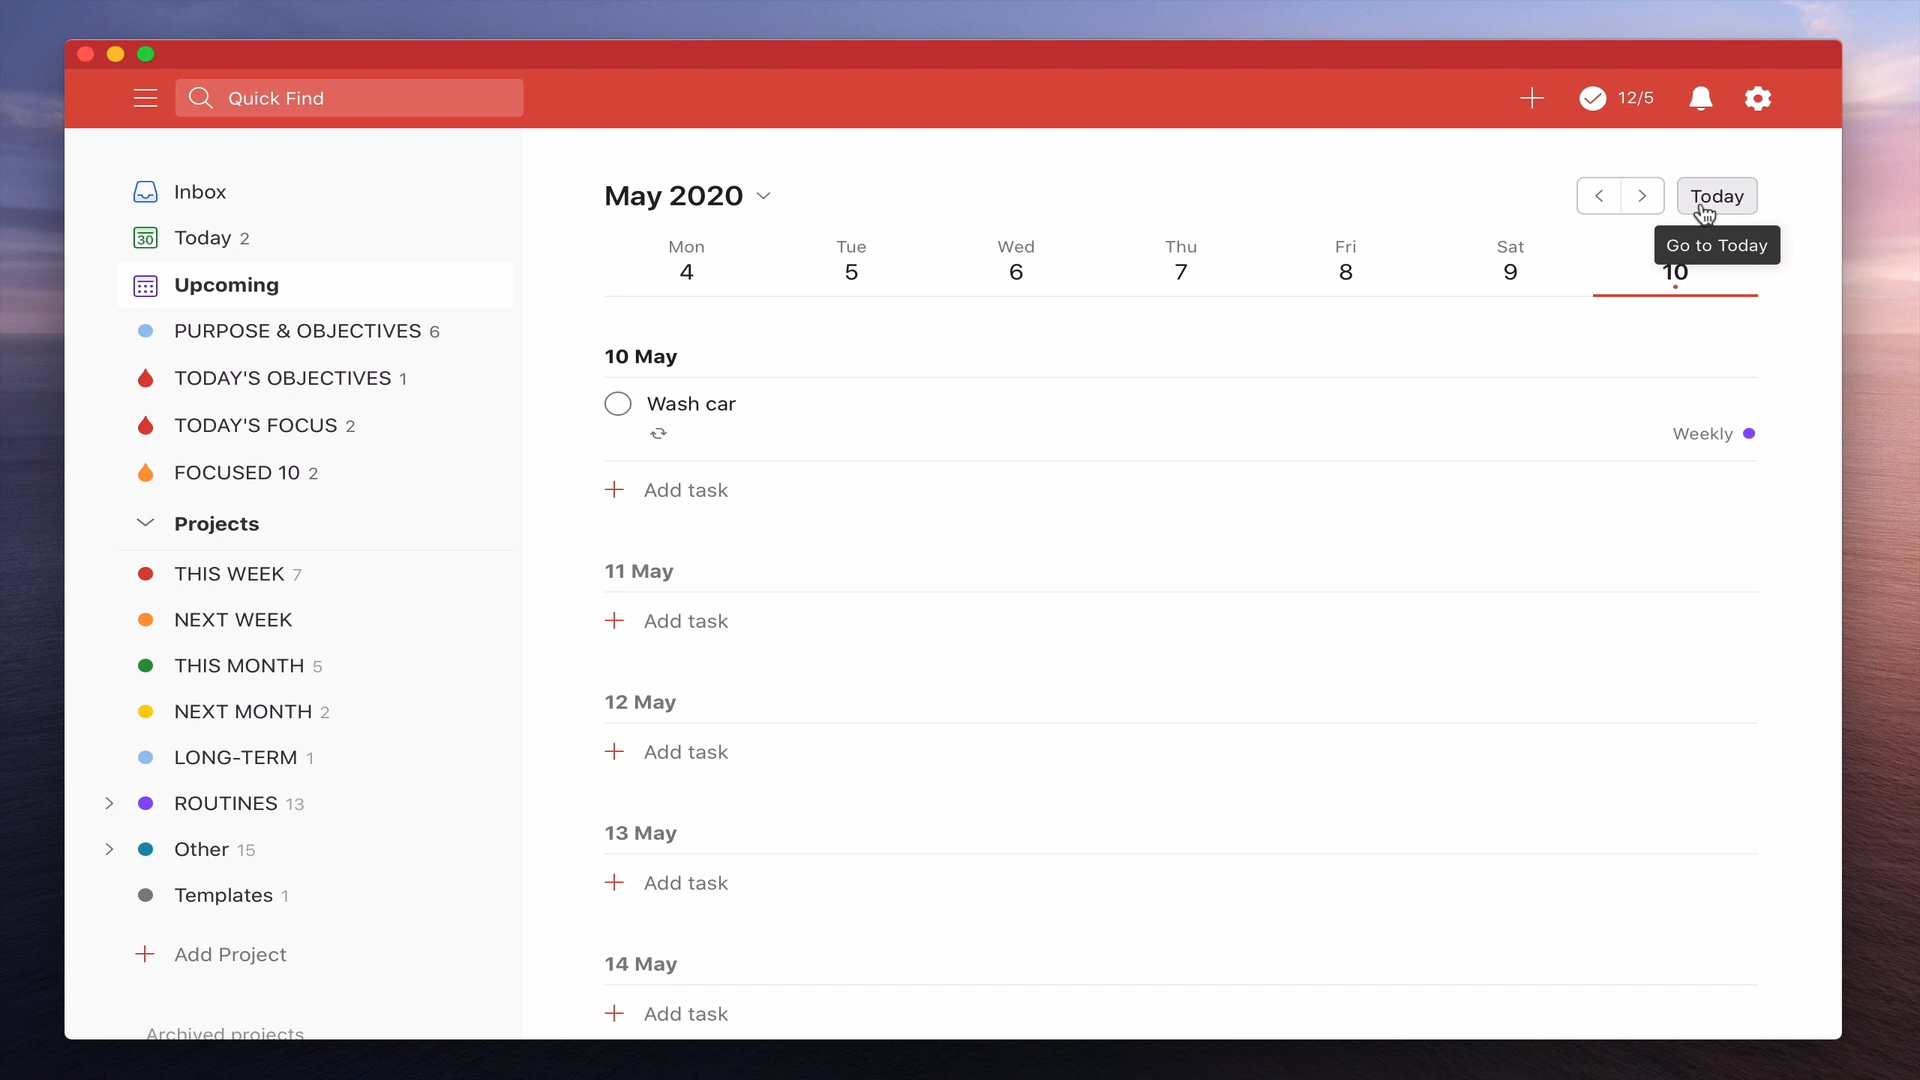 Quick Find
12/5
Inbox
Today 2
Upcoming
PURPOSE & OBJECTIVES 6
TODAY'S OBJECTIVES 1
TODAY'S FOCUS 2
FOCUSED 10 2
Projects
THIS WEEK 7
NEXT WEEK
THIS MONTH 5
NEXT MONTH 2
LONG-TERM 1
ROUTINES 13
Other 15
Templates 1
Add Project
Archived projects
30
May 2020
Today
Go to Today
Mon Tue Wed Thu Fri Sat
4 5 6 7 8 9 10
10 May
Wash car
Weekly
Add task
11 May
Add task
12 May
Add task
13 May
Add task
14 May
Add task